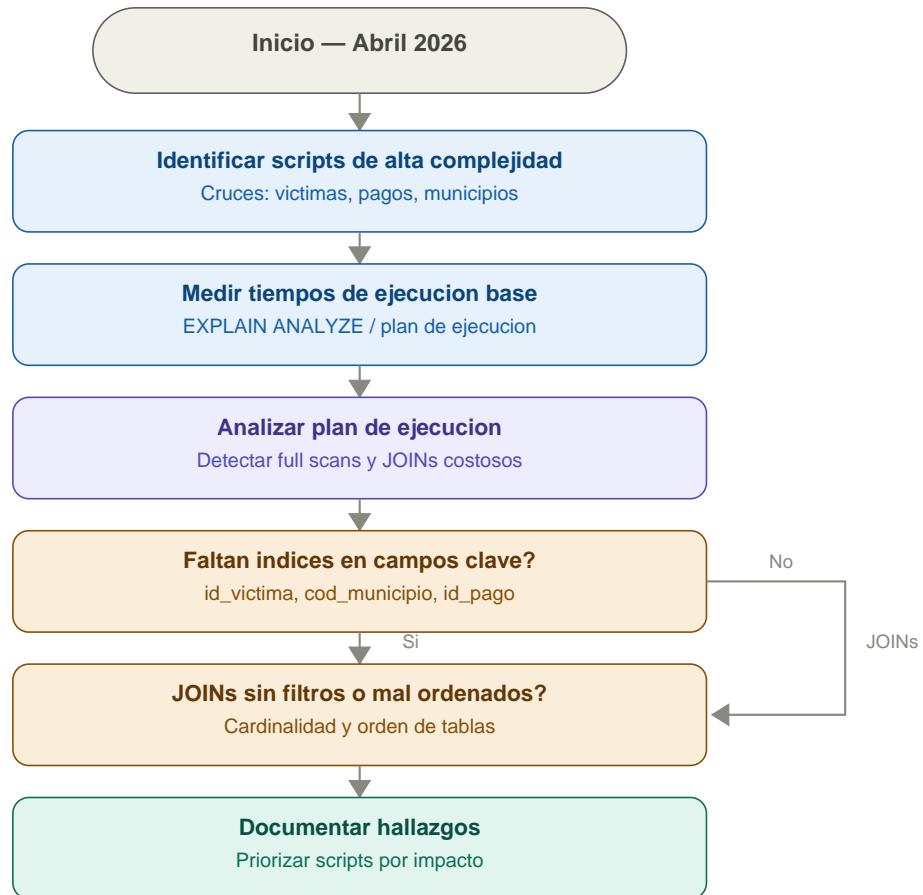 Inicio — Abril 2026
Identificar scripts de alta complejidad
Cruces: victimas, pagos, municipios
Medir tiempos de ejecucion base
EXPLAIN ANALYZE / plan de ejecucion
Analizar plan de ejecucion
Detectar full scans y JOINs costosos
Faltan indices en campos clave?
id_victima, cod_municipio, id_pago
No
Si
JOINs
JOINs sin filtros o mal ordenados?
Cardinalidad y orden de tablas
Documentar hallazgos
Priorizar scripts por impacto